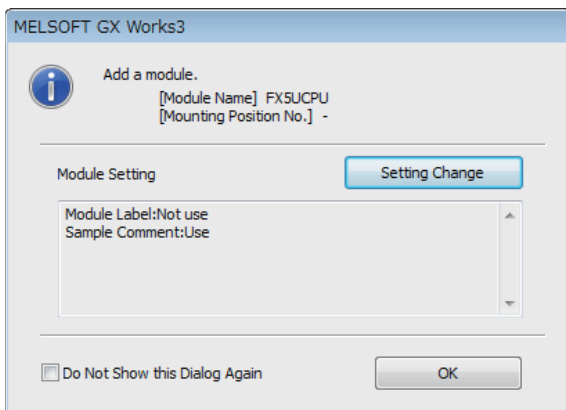 MELSOFT GX Works3
Add a module.
[Module Name] FX5UCPU
[Mounting Position No.] -
Module Setting
Setting Change
Module Label:Not use
Sample Comment:Use
Do Not Show this Dialog Again
OK